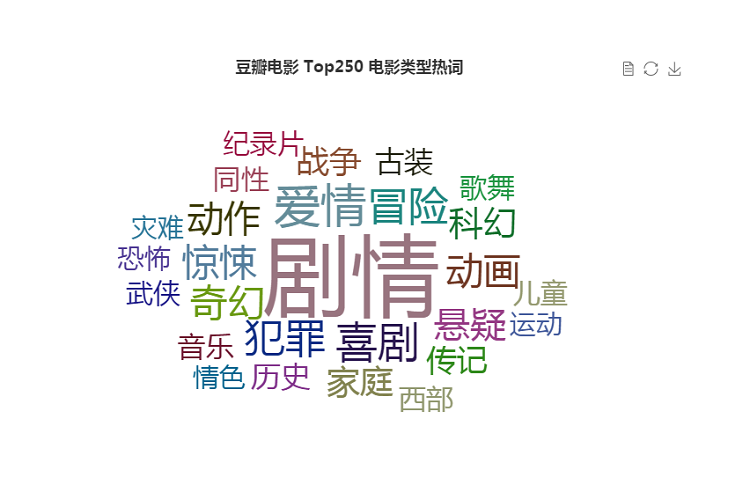 豆瓣电影 Top250 电影类型热词
纪录片
战争
古装
同性
爱情
冒险
歌舞
灾难
动作
科幻
恐怖
惊悚
剧情
动画
武侠
奇幻
儿童
音乐
犯罪
喜剧
悬疑
运动
情色
历史
家庭
传记
西部